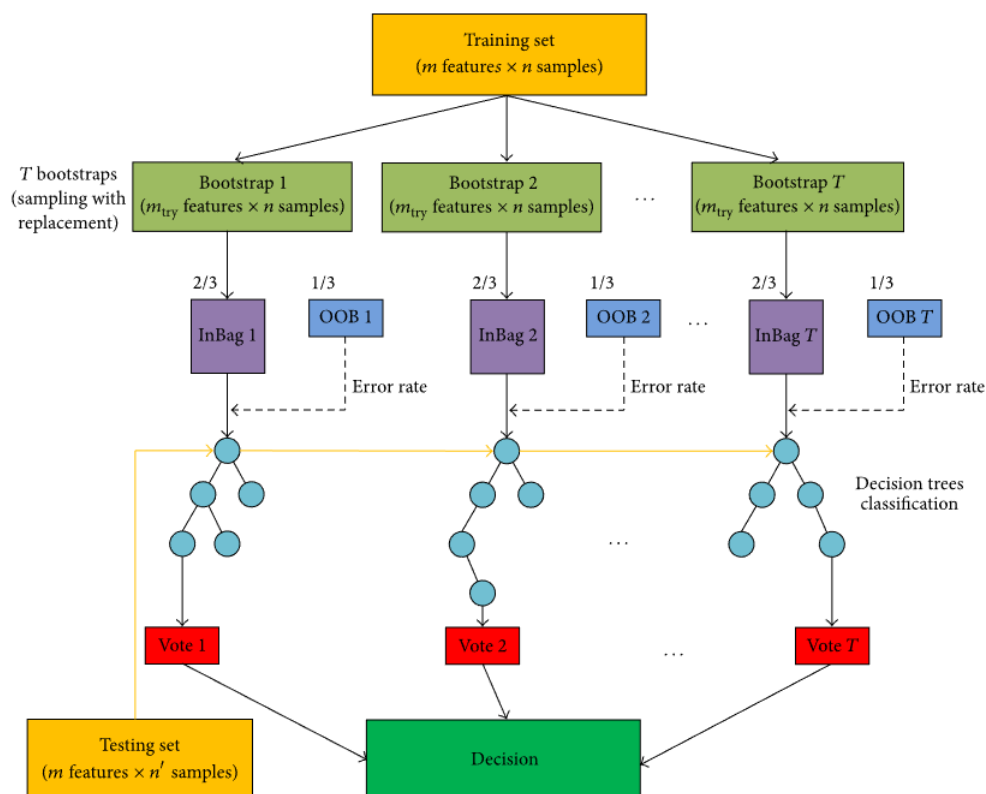 Training set
(m features × n samples)
T bootstraps
(sampling with
replacement)
Bootstrap 1
(m_try features × n samples)
Bootstrap 2
(m_try features × n samples)
...
Bootstrap T
(m_try features × n samples)
2/3
1/3
2/3
1/3
2/3
1/3
InBag 1
OOB 1
InBag 2
OOB 2
...
InBag T
OOB T
Error rate
Error rate
Error rate
Decision trees
classification
...
Vote 1
Vote 2
...
Vote T
Testing set
(m features × n′ samples)
Decision